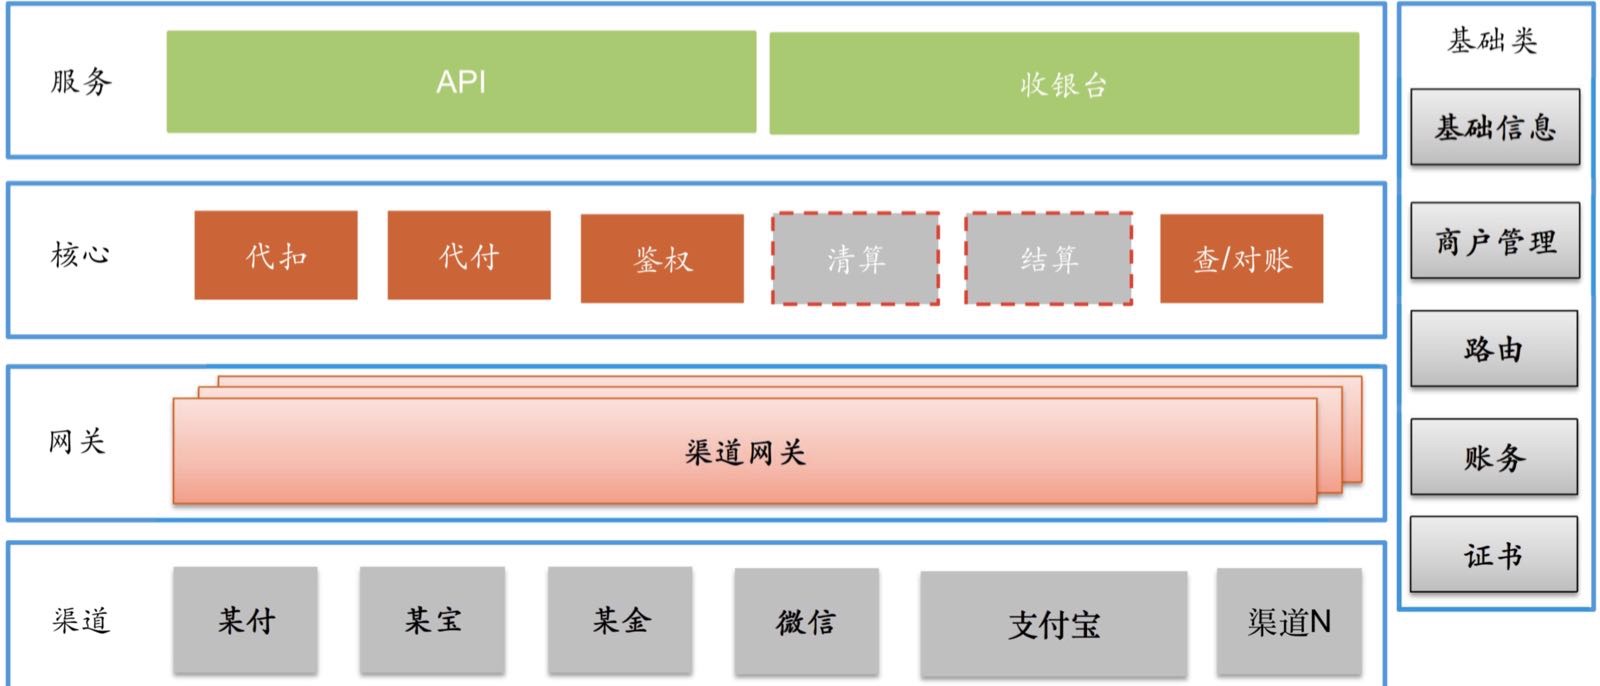 服务
API
收银台
核心
代扣
代付
鉴权
清算
结算
查/对账
网关
渠道网关
渠道
某付
某宝
某金
微信
支付宝
渠道N
基础类
基础信息
商户管理
路由
账务
证书